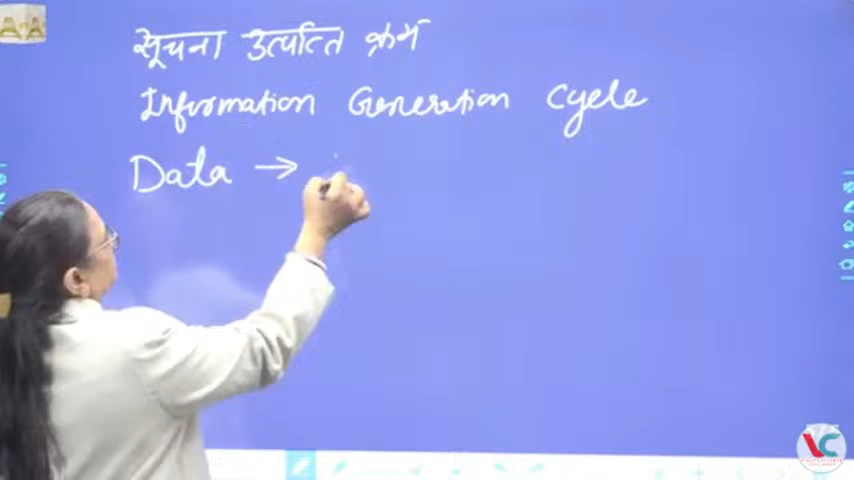 सूचना उत्पत्ति क्रम
Information Generation Cycle
Data →